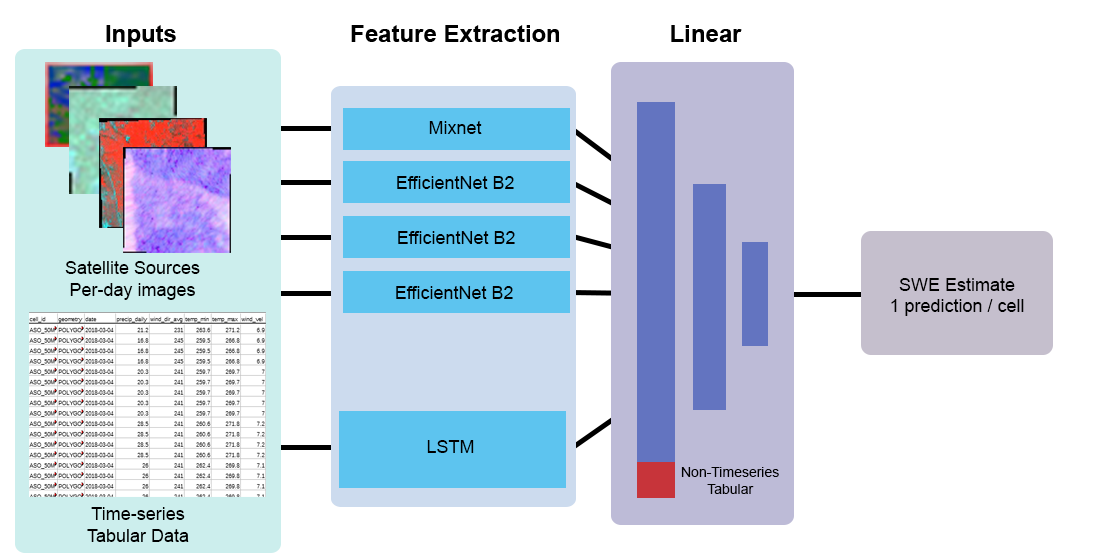 Inputs
Feature Extraction
Linear
Mixnet
EfficientNet B2
EfficientNet B2
EfficientNet B2
LSTM
Satellite Sources
Per-day images
cell_id geometry date precip_daily wind_dir_avg temp_min temp_max wind_vel
ASO_50M POLYGO 2018-03-04 21.2 231 263.6 271.2 6.9
ASO_50M POLYGO 2018-03-04 16.8 245 259.5 266.8 6.9
ASO_50M POLYGO 2018-03-04 16.8 245 259.5 266.8 6.9
ASO_50M POLYGO 2018-03-04 16.8 245 259.5 266.8 6.9
ASO_50M POLYGO 2018-03-04 20.3 241 259.7 269.7 7
ASO_50M POLYGO 2018-03-04 20.3 241 259.7 269.7 7
ASO_50M POLYGO 2018-03-04 20.3 241 259.7 269.7 7
ASO_50M POLYGO 2018-03-04 20.3 241 259.7 269.7 7
ASO_50M POLYGO 2018-03-04 20.3 241 259.7 269.7 7
ASO_50M POLYGO 2018-03-04 28.5 241 260.6 271.8 7.2
ASO_50M POLYGO 2018-03-04 28.5 241 260.6 271.8 7.2
ASO_50M POLYGO 2018-03-04 28.5 241 260.6 271.8 7.2
ASO_50M POLYGO 2018-03-04 28.5 241 260.6 271.8 7.2
ASO_50M POLYGO 2018-03-04 26 241 262.4 269.8 7.1
ASO_50M POLYGO 2018-03-04 26 241 262.4 269.8 7.1
ASO_50M POLYGO 2018-03-04 26 241 262.4 269.8 7.1
Time-series
Tabular Data
Non-Timeseries
Tabular
SWE Estimate
1 prediction / cell